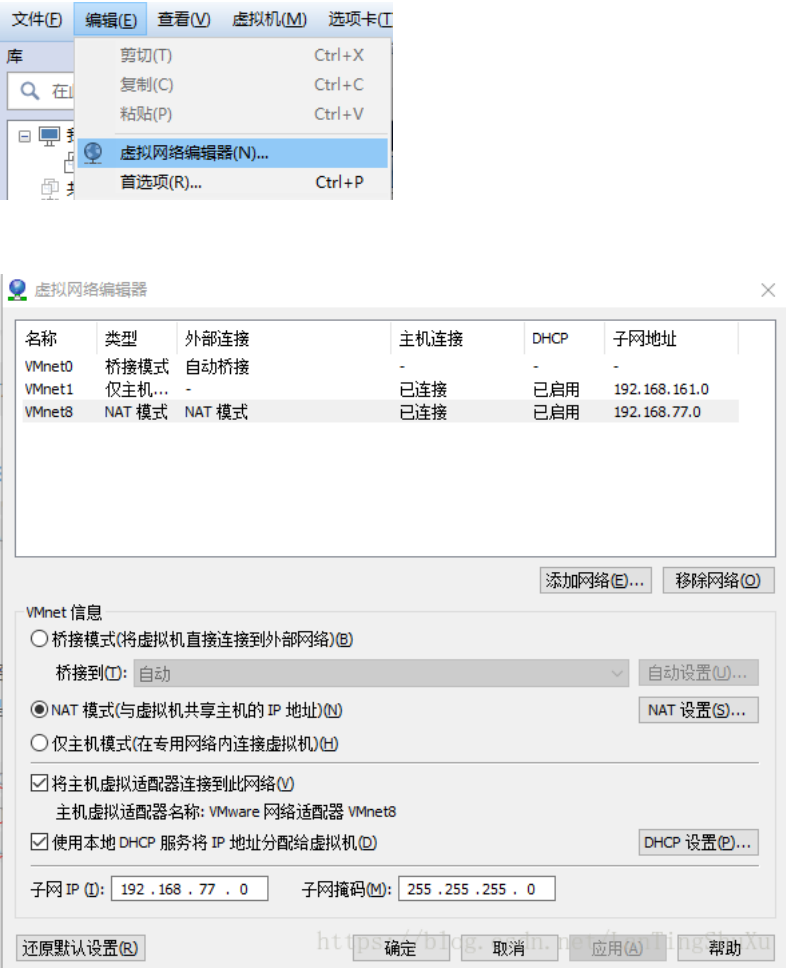 文件(F) 编辑(E) 查看(V) 虚拟机(M) 选项卡(T
库
剪切(T) Ctrl+X
在
复制(C) Ctrl+C
粘贴(P) Ctrl+V
虚拟网络编辑器(N)...
首选项(R)... Ctrl+P
虚拟网络编辑器
名称 类型 外部连接 主机连接 DHCP 子网地址
VMnet0 桥接模式 自动桥接 - - -
VMnet1 仅主机... - 已连接 已启用 192.168.161.0
VMnet8 NAT 模式 NAT 模式 已连接 已启用 192.168.77.0
添加网络(E)... 移除网络(O)
VMnet 信息
桥接模式(将虚拟机直接连接到外部网络)(B)
桥接到(T): 自动 自动设置(U)...
NAT 模式(与虚拟机共享主机的 IP 地址)(N) NAT 设置(S)...
仅主机模式(在专用网络内连接虚拟机)(H)
将主机虚拟适配器连接到此网络(V)
主机虚拟适配器名称: VMware 网络适配器 VMnet8
使用本地 DHCP 服务将 IP 地址分配给虚拟机(D) DHCP 设置(P)...
子网 IP (I): 192 . 168 . 77 . 0 子网掩码(M): 255 . 255 . 255 . 0
还原默认设置(R) 确定 取消 应用(A) 帮助